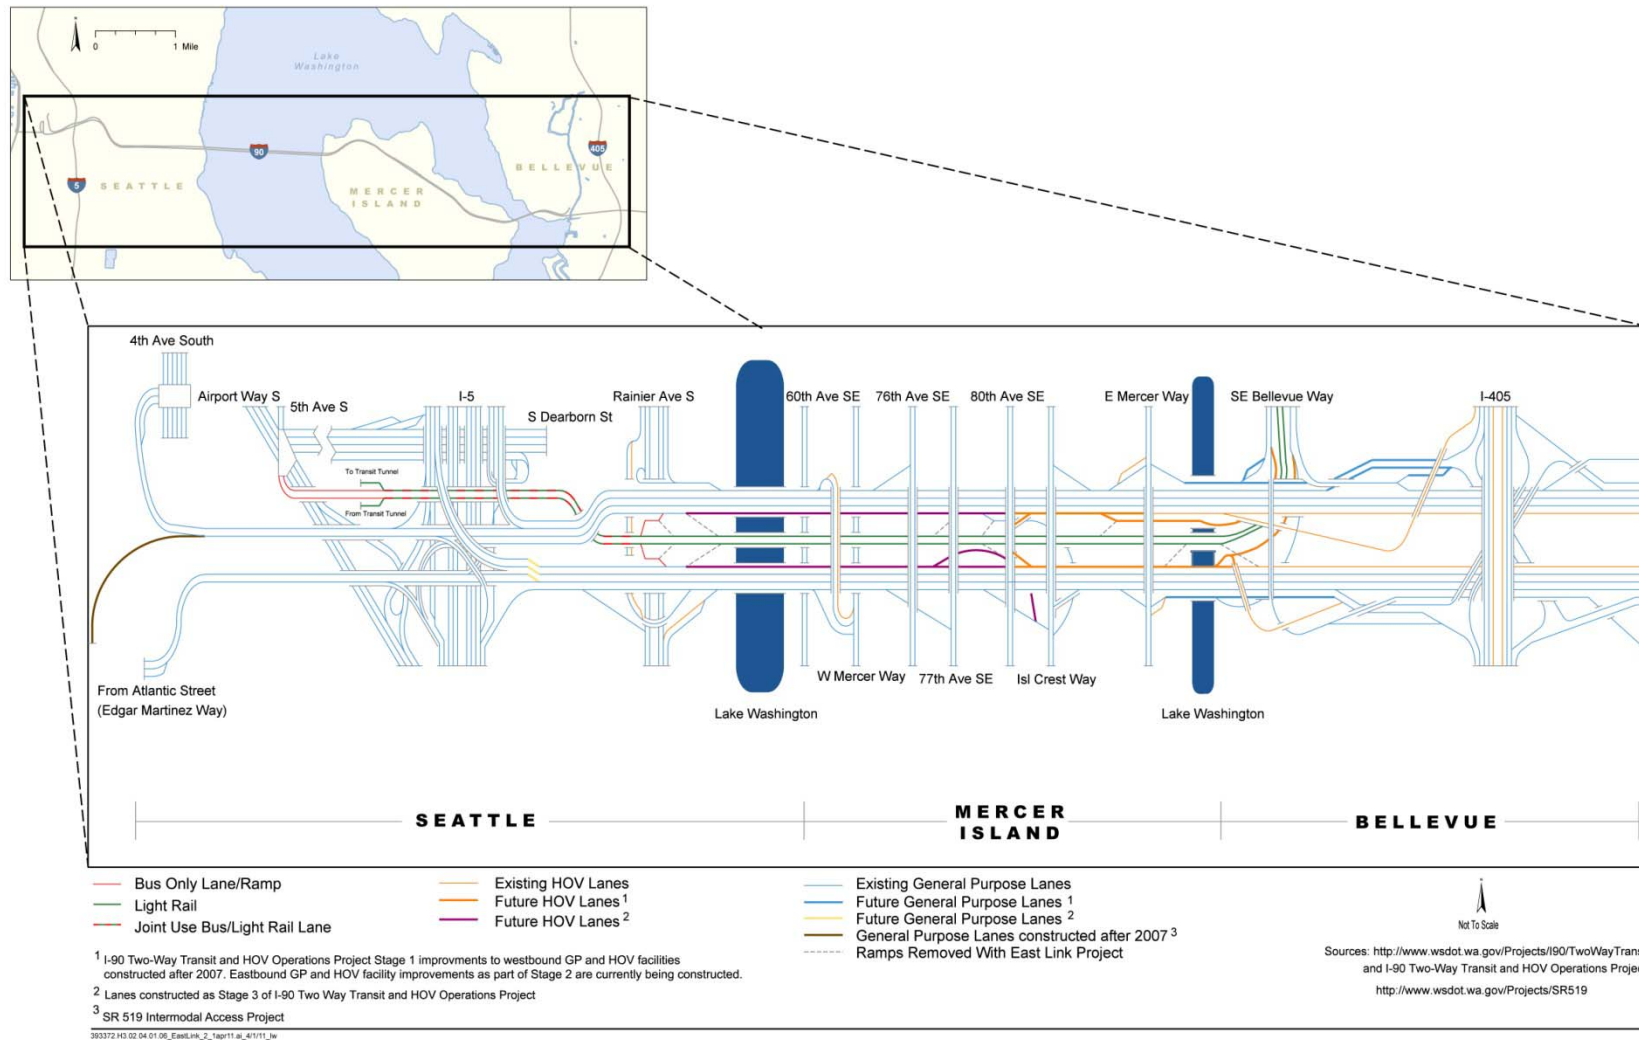 0 1 Mile
Lake
Washington
90
405
5
SEATTLE
BELLEVUE
MERCER
ISLAND
4th Ave South
Airport Way S
5th Ave S
I-5
S Dearborn St
Rainier Ave S
60th Ave SE
76th Ave SE
80th Ave SE
E Mercer Way
SE Bellevue Way
I-405
To Transit Tunnel
From Transit Tunnel
From Atlantic Street
(Edgar Martinez Way)
Lake Washington
W Mercer Way
77th Ave SE
Isl Crest Way
Lake Washington
SEATTLE
MERCER
ISLAND
BELLEVUE
Bus Only Lane/Ramp
Light Rail
Joint Use Bus/Light Rail Lane
Existing HOV Lanes
Future HOV Lanes 1
Future HOV Lanes 2
Existing General Purpose Lanes
Future General Purpose Lanes 1
Future General Purpose Lanes 2
General Purpose Lanes constructed after 2007 3
Ramps Removed With East Link Project
Not To Scale
Sources: http://www.wsdot.wa.gov/Projects/I90/TwoWayTrans
and I-90 Two-Way Transit and HOV Operations Projec
http://www.wsdot.wa.gov/Projects/SR519
1 I-90 Two-Way Transit and HOV Operations Project Stage 1 improvments to westbound GP and HOV facilities
constructed after 2007. Eastbound GP and HOV facility improvements as part of Stage 2 are currently being constructed.
2 Lanes constructed as Stage 3 of I-90 Two Way Transit and HOV Operations Project
3 SR 519 Intermodal Access Project
393372.H3.02.04.01.06_EastLink_2_1apr11.ai_4/1/11_lw